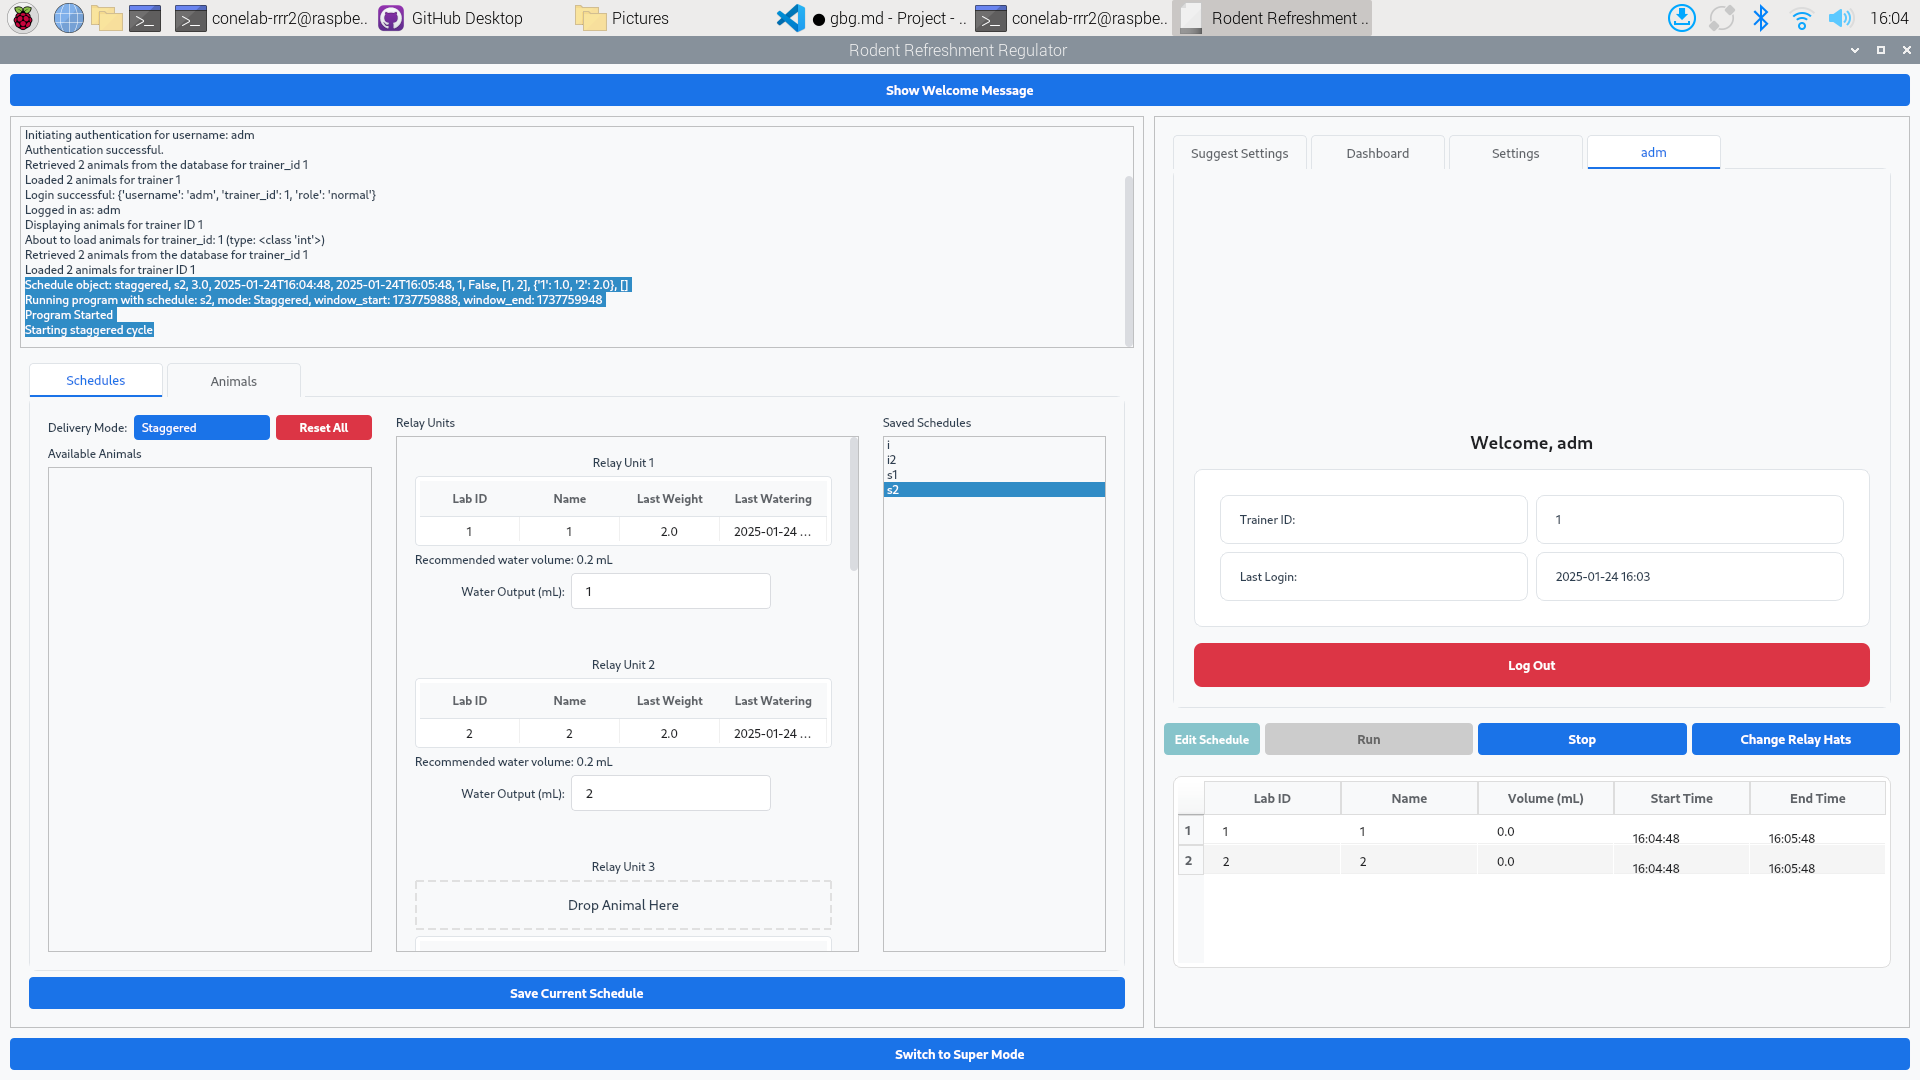 conelab-rrr2@raspbe..
GitHub Desktop
Pictures
● gbg.md - Project - ..
conelab-rrr2@raspbe..
Rodent Refreshment ..
16:04
Rodent Refreshment Regulator
Show Welcome Message
Initiating authentication for username: adm
Authentication successful.
Retrieved 2 animals from the database for trainer_id 1
Loaded 2 animals for trainer 1
Login successful: {'username': 'adm', 'trainer_id': 1, 'role': 'normal'}
Logged in as: adm
Displaying animals for trainer ID 1
About to load animals for trainer_id: 1 (type: <class 'int'>)
Retrieved 2 animals from the database for trainer_id 1
Loaded 2 animals for trainer ID 1
Schedule object: staggered, s2, 3.0, 2025-01-24T16:04:48, 2025-01-24T16:05:48, 1, False, [1, 2], {'1': 1.0, '2': 2.0}, []
Running program with schedule: s2, mode: Staggered, window_start: 1737759888, window_end: 1737759948
Program Started
Starting staggered cycle
Schedules
Animals
Delivery Mode:
Staggered
Reset All
Available Animals
Relay Units
Relay Unit 1
Lab ID Name Last Weight Last Watering
1 1 2.0 2025-01-24 ...
Recommended water volume: 0.2 mL
Water Output (mL): 1
Relay Unit 2
Lab ID Name Last Weight Last Watering
2 2 2.0 2025-01-24 ...
Recommended water volume: 0.2 mL
Water Output (mL): 2
Relay Unit 3
Drop Animal Here
Saved Schedules
i
i2
s1
s2
Save Current Schedule
Suggest Settings
Dashboard
Settings
adm
Welcome, adm
Trainer ID: 1
Last Login: 2025-01-24 16:03
Log Out
Edit Schedule
Run
Stop
Change Relay Hats
Lab ID Name Volume (mL) Start Time End Time
1 1 1 0.0 16:04:48 16:05:48
2 2 2 0.0 16:04:48 16:05:48
Switch to Super Mode